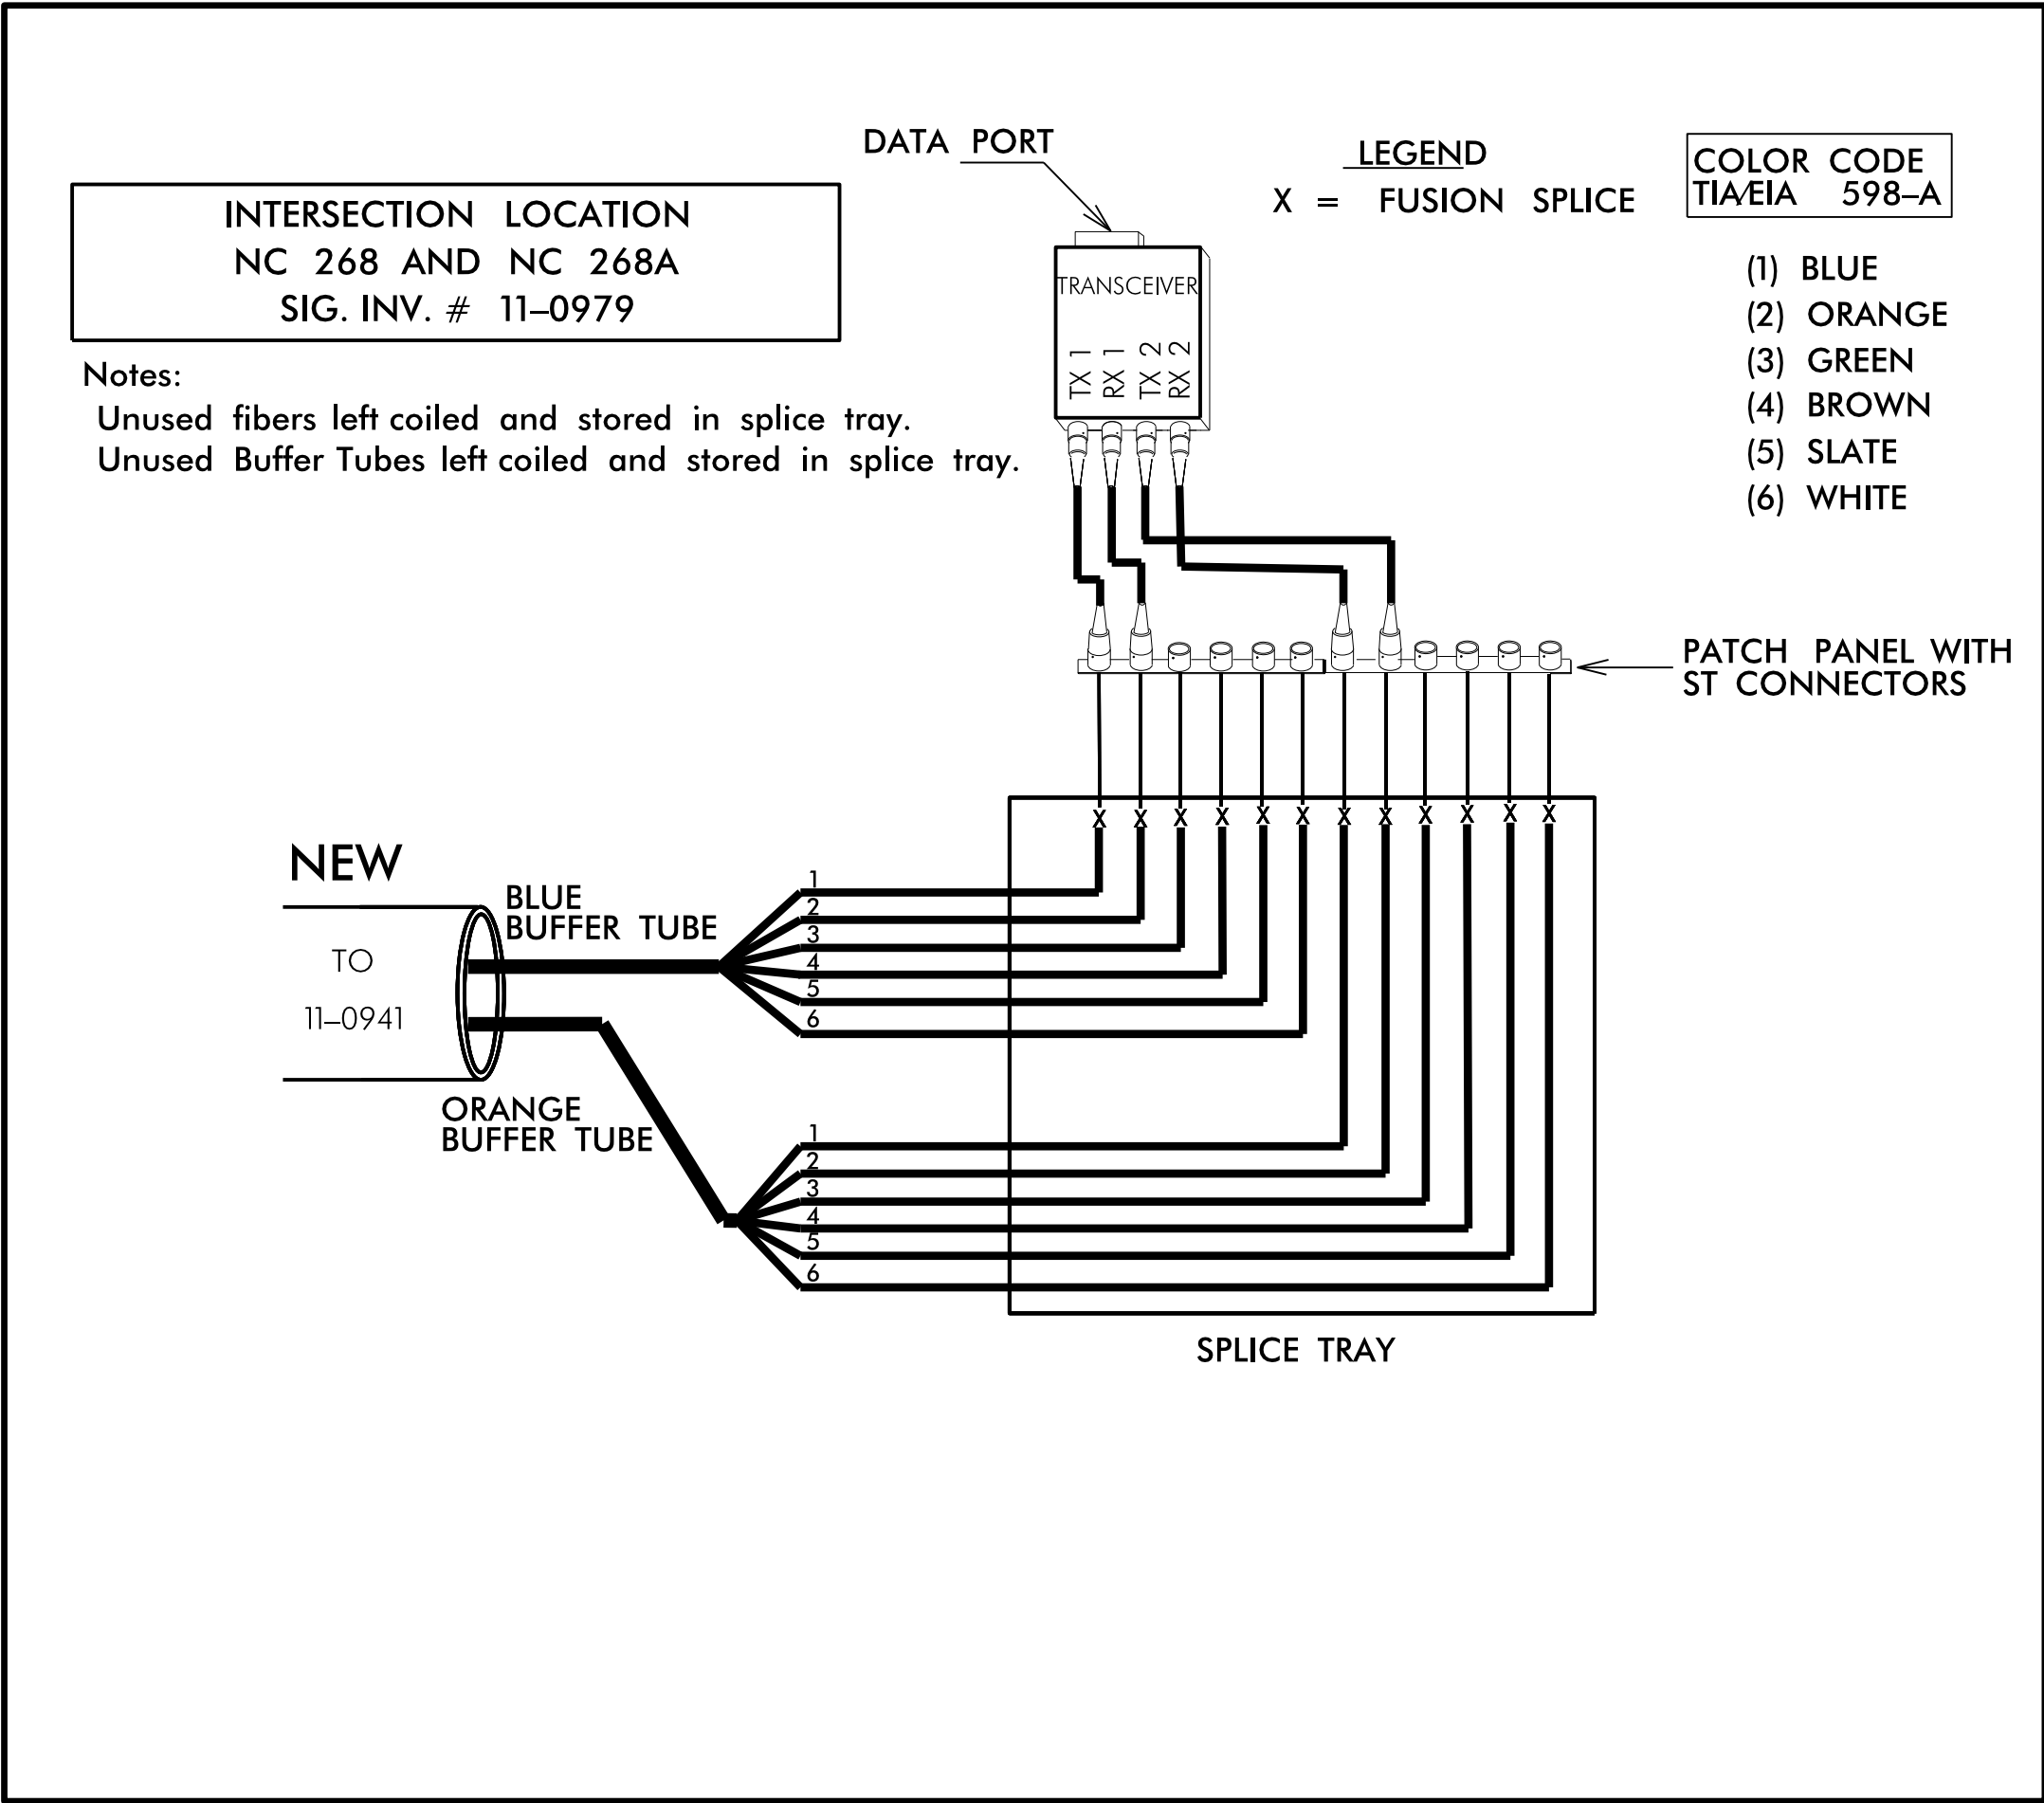 DATA PORT
LEGEND
X = FUSION SPLICE
COLOR CODE
TIA/EIA 598-A
(1) BLUE
(2) ORANGE
(3) GREEN
(4) BROWN
(5) SLATE
(6) WHITE
INTERSECTION LOCATION
NC 268 AND NC 268A
SIG. INV. # 11-0979
Notes:
Unused fibers left coiled and stored in splice tray.
Unused Buffer Tubes left coiled and stored in splice tray.
TRANSCEIVER
TX 1
RX 1
TX 2
RX 2
PATCH PANEL WITH
ST CONNECTORS
X X X X X X X X X X X X
NEW
TO
11-0941
BLUE
BUFFER TUBE
1
2
3
4
5
6
ORANGE
BUFFER TUBE
1
2
3
4
5
6
SPLICE TRAY